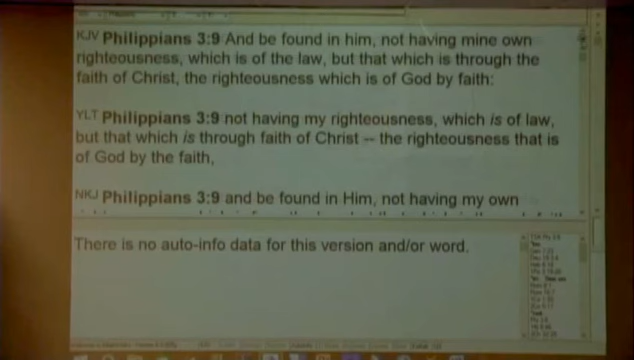 KJV Philippians 3:9 And be found in him, not having mine own
righteousness, which is of the law, but that which is through the
faith of Christ, the righteousness which is of God by faith:
YLT Philippians 3:9 not having my righteousness, which is of law,
but that which is through faith of Christ -- the righteousness that is
of God by the faith,
NKJ Philippians 3:9 and be found in Him, not having my own
There is no auto-info data for this version and/or word.